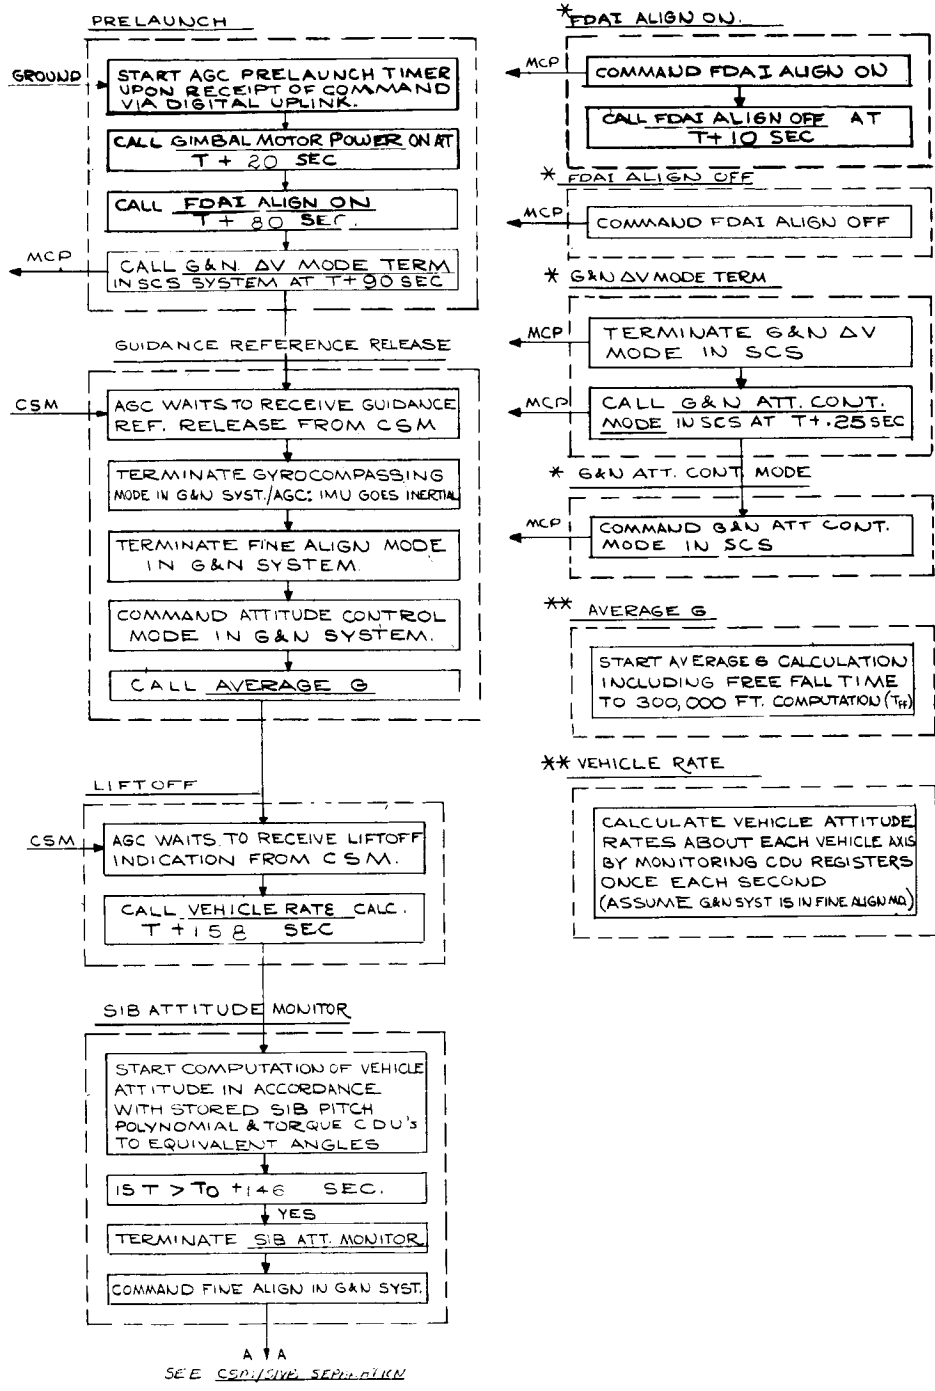 PRELAUNCH
GROUND
START AGC PRELAUNCH TIMER
UPON RECEIPT OF COMMAND
VIA DIGITAL UPLINK.
CALL GIMBAL MOTOR POWER ON AT
T + 20 SEC
CALL FDAI ALIGN ON
T + 80 SEC.
MCP
CALL G&N ΔV MODE TERM
IN SCS SYSTEM AT T+90 SEC
GUIDANCE REFERENCE RELEASE
CSM
AGC WAITS TO RECEIVE GUIDANCE
REF. RELEASE FROM CSM
TERMINATE GYROCOMPASSING
MODE IN G&N SYST./AGC: IMU GOES INERTIAL
TERMINATE FINE ALIGN MODE
IN G&N SYSTEM.
COMMAND ATTITUDE CONTROL
MODE IN G&N SYSTEM.
CALL AVERAGE G
LIFTOFF
CSM
AGC WAITS TO RECEIVE LIFTOFF
INDICATION FROM CSM.
CALL VEHICLE RATE CALC.
T +158 SEC
SIB ATTITUDE MONITOR
START COMPUTATION OF VEHICLE
ATTITUDE IN ACCORDANCE
WITH STORED SIB PITCH
POLYNOMIAL & TORQUE CDU's
TO EQUIVALENT ANGLES
IS T > TO +146 SEC.
YES
TERMINATE SIB ATT. MONITOR
COMMAND FINE ALIGN IN G&N SYST.
A A
SEE SEPARATION
* FDAI ALIGN ON.
MCP
COMMAND FDAI ALIGN ON
CALL FDAI ALIGN OFF AT
T+10 SEC
* FDAI ALIGN OFF
MCP
COMMAND FDAI ALIGN OFF
* G&N ΔV MODE TERM
MCP
TERMINATE G&N ΔV
MODE IN SCS
MCP
CALL G&N ATT. CONT.
MODE IN SCS AT T+.25 SEC
* G&N ATT. CONT. MODE
MCP
COMMAND G&N ATT CONT.
MODE IN SCS
** AVERAGE G
START AVERAGE G CALCULATION
INCLUDING FREE FALL TIME
TO 300,000 FT. COMPUTATION (TFF)
** VEHICLE RATE
CALCULATE VEHICLE ATTITUDE
RATES ABOUT EACH VEHICLE AXIS
BY MONITORING CDU REGISTERS
ONCE EACH SECOND
(ASSUME G&N SYST IS IN FINE ALIGN MD.)